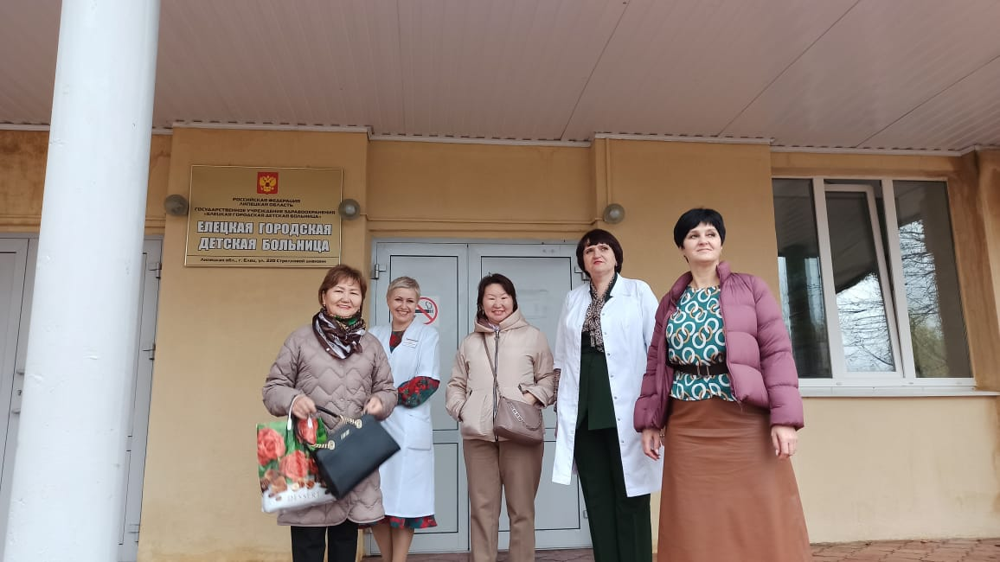 РОССИЙСКАЯ ФЕДЕРАЦИЯ
ЛИПЕЦКАЯ ОБЛАСТЬ
ГОСУДАРСТВЕННОЕ УЧРЕЖДЕНИЕ ЗДРАВООХРАНЕНИЯ
«ЕЛЕЦКАЯ ГОРОДСКАЯ ДЕТСКАЯ БОЛЬНИЦА»
ЕЛЕЦКАЯ ГОРОДСКАЯ
ДЕТСКАЯ БОЛЬНИЦА
Липецкая обл., г. Елец, ул. 220 Стрелковой дивизии
DESSERT